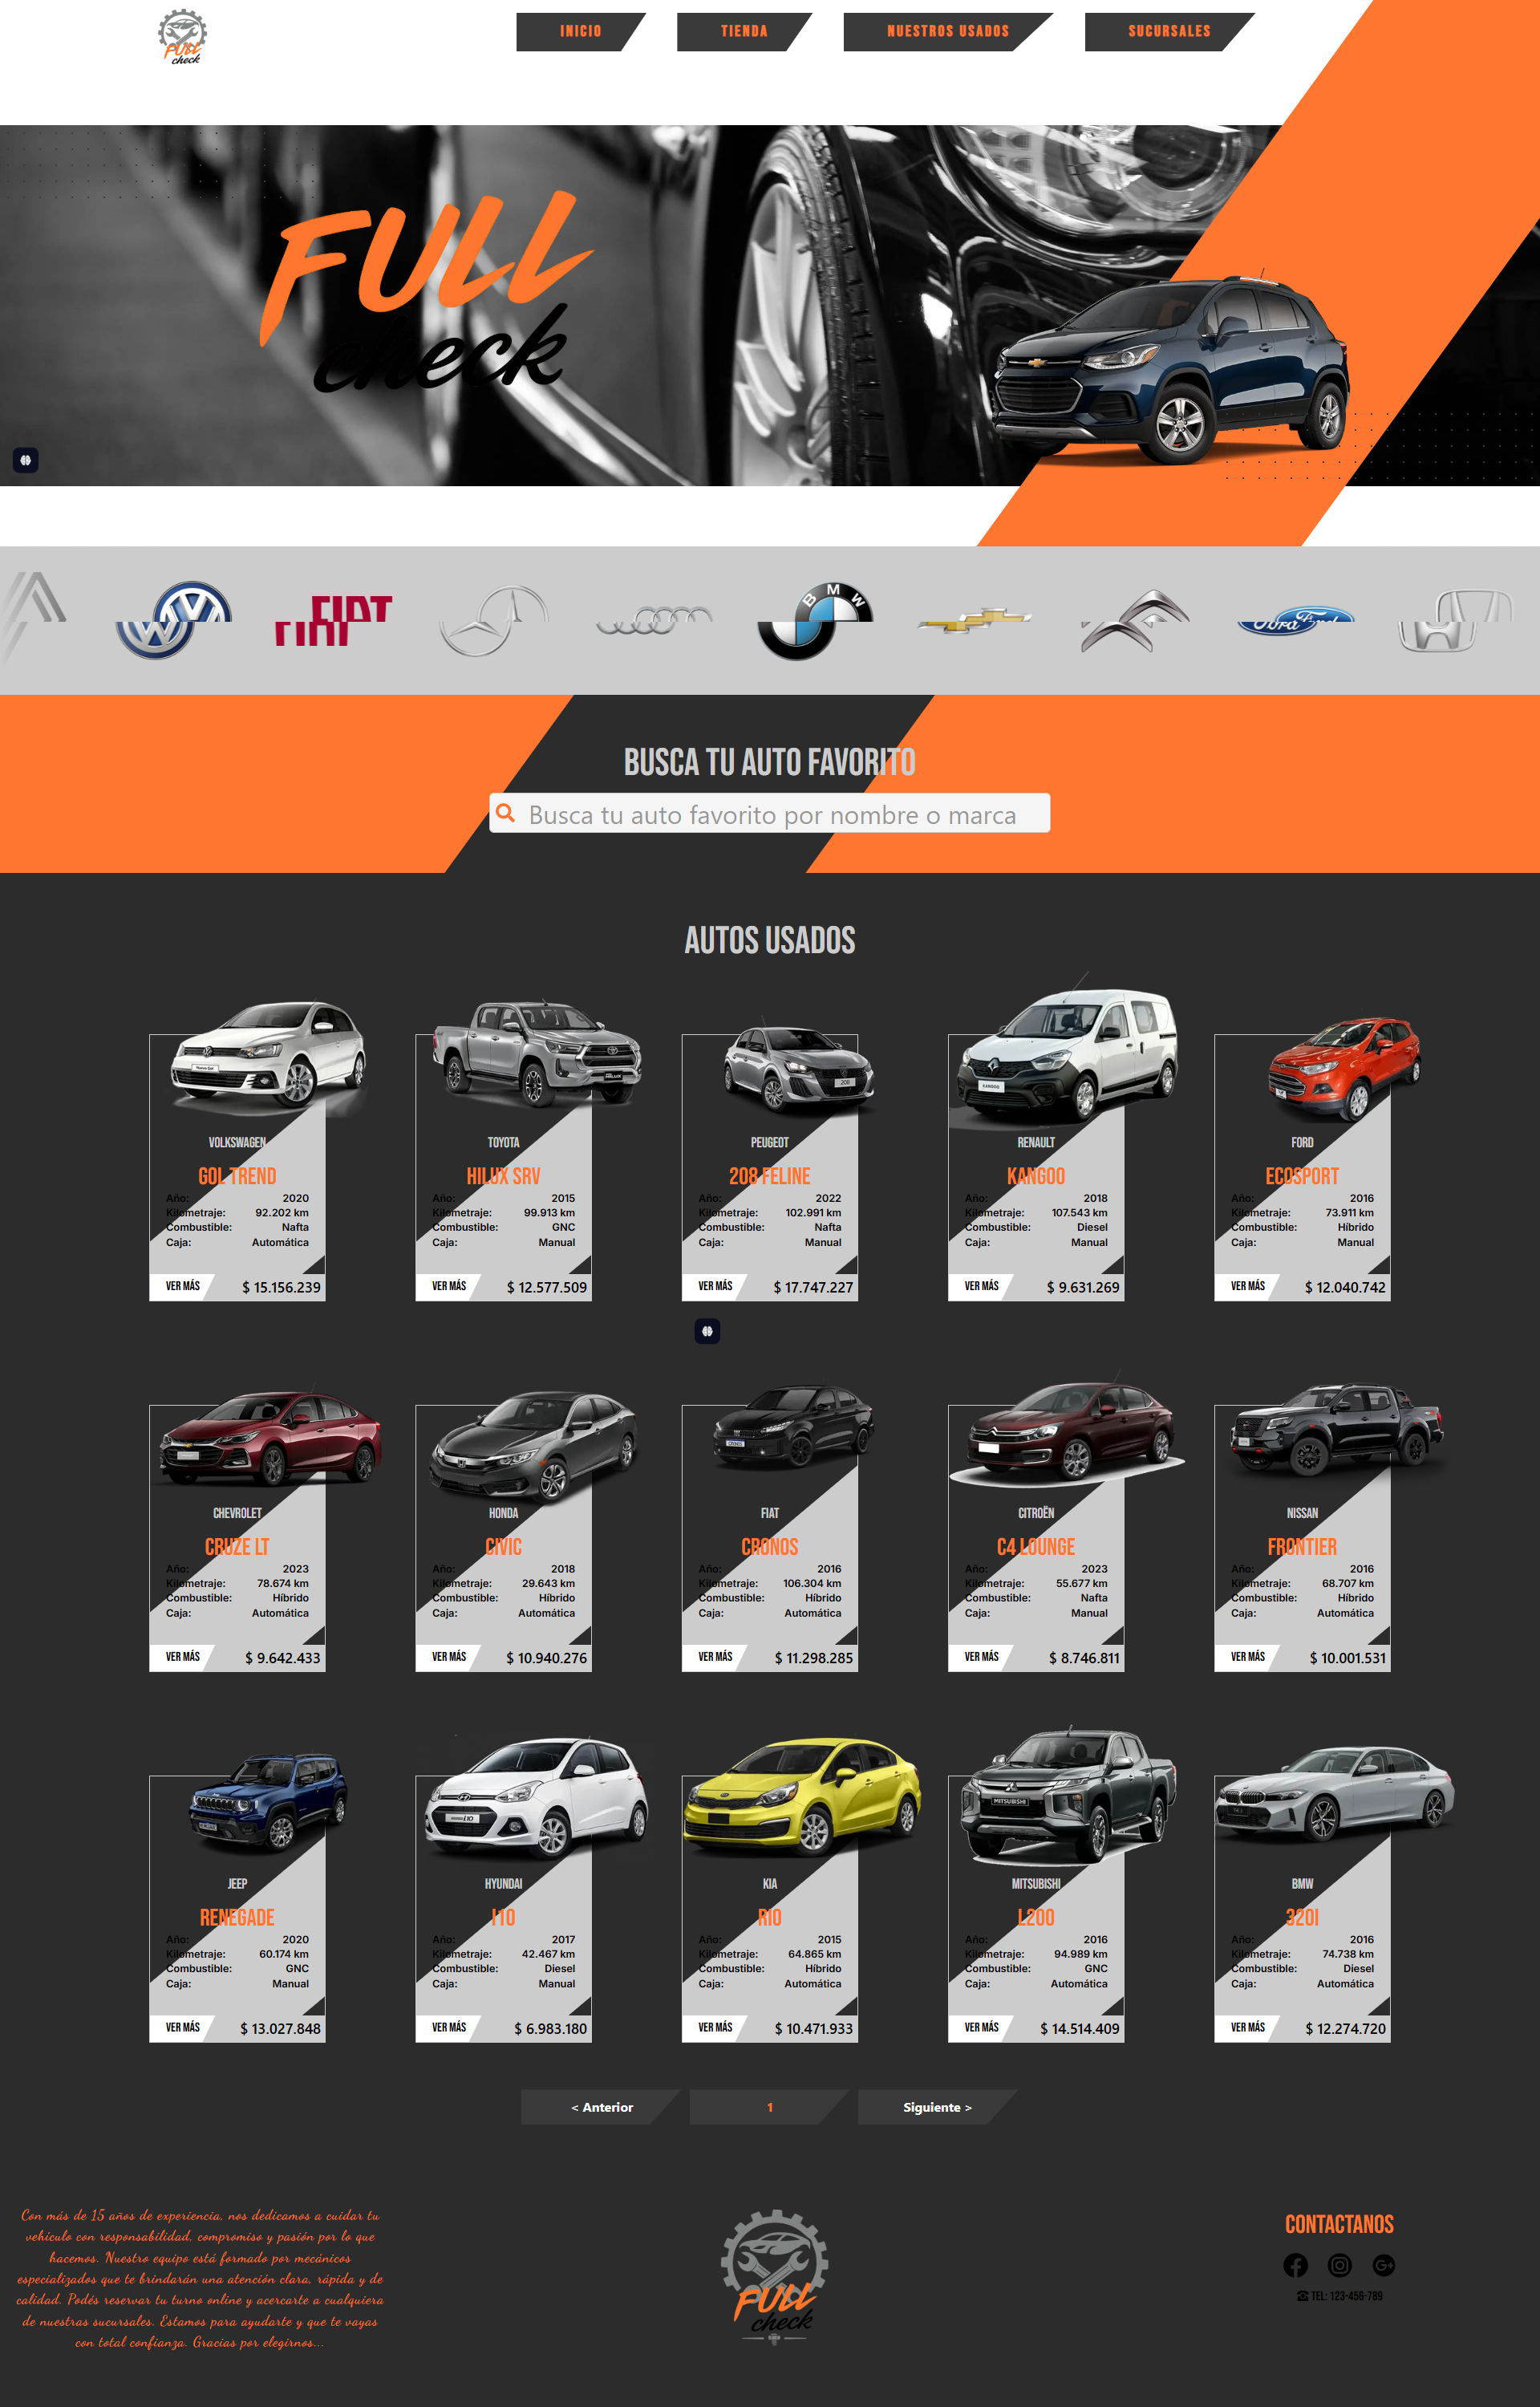 FULL
check
INICIO
TIENDA
NUESTROS USADOS
SUCURSALES
FULL
check
FIAT
BMW
Ford
BUSCA TU AUTO FAVORITO
Busca tu auto favorito por nombre o marca
AUTOS USADOS
VOLKSWAGEN
GOL TREND
Año: 2020
Kilometraje: 92.202 km
Combustible: Nafta
Caja: Automática
VER MÁS $ 15.156.239
TOYOTA
HILUX SRV
Año: 2015
Kilometraje: 99.913 km
Combustible: GNC
Caja: Manual
VER MÁS $ 12.577.509
PEUGEOT
208 FELINE
Año: 2022
Kilometraje: 102.991 km
Combustible: Nafta
Caja: Manual
VER MÁS $ 17.747.227
RENAULT
KANGOO
Año: 2018
Kilometraje: 107.543 km
Combustible: Diesel
Caja: Manual
VER MÁS $ 9.631.269
FORD
ECOSPORT
Año: 2016
Kilometraje: 73.911 km
Combustible: Híbrido
Caja: Manual
VER MÁS $ 12.040.742
CHEVROLET
CRUZE LT
Año: 2023
Kilometraje: 78.674 km
Combustible: Híbrido
Caja: Automática
VER MÁS $ 9.642.433
HONDA
CIVIC
Año: 2018
Kilometraje: 29.643 km
Combustible: Híbrido
Caja: Automática
VER MÁS $ 10.940.276
FIAT
CRONOS
Año: 2016
Kilometraje: 106.304 km
Combustible: Híbrido
Caja: Automática
VER MÁS $ 11.298.285
CITROËN
C4 LOUNGE
Año: 2023
Kilometraje: 55.677 km
Combustible: Nafta
Caja: Manual
VER MÁS $ 8.746.811
NISSAN
FRONTIER
Año: 2016
Kilometraje: 68.707 km
Combustible: Híbrido
Caja: Automática
VER MÁS $ 10.001.531
JEEP
RENEGADE
Año: 2020
Kilometraje: 60.174 km
Combustible: GNC
Caja: Manual
VER MÁS $ 13.027.848
HYUNDAI
I10
Año: 2017
Kilometraje: 42.467 km
Combustible: Diesel
Caja: Manual
VER MÁS $ 6.983.180
KIA
RIO
Año: 2015
Kilometraje: 64.865 km
Combustible: Híbrido
Caja: Automática
VER MÁS $ 10.471.933
MITSUBISHI
MITSUBISHI
L200
Año: 2016
Kilometraje: 94.989 km
Combustible: GNC
Caja: Automática
VER MÁS $ 14.514.409
BMW
320I
Año: 2016
Kilometraje: 74.738 km
Combustible: Diesel
Caja: Automática
VER MÁS $ 12.274.720
< Anterior
1
Siguiente >
Con más de 15 años de experiencia, nos dedicamos a cuidar tu
vehículo con responsabilidad, compromiso y pasión por lo que
hacemos. Nuestro equipo está formado por mecánicos
especializados que te brindarán una atención clara, rápida y de
calidad. Podés reservar tu turno online y acercarte a cualquiera
de nuestras sucursales. Estamos para ayudarte y que te vayas
con total confianza. Gracias por elegirnos...
FULL
check
CONTACTANOS
G+
TEL: 123-456-789